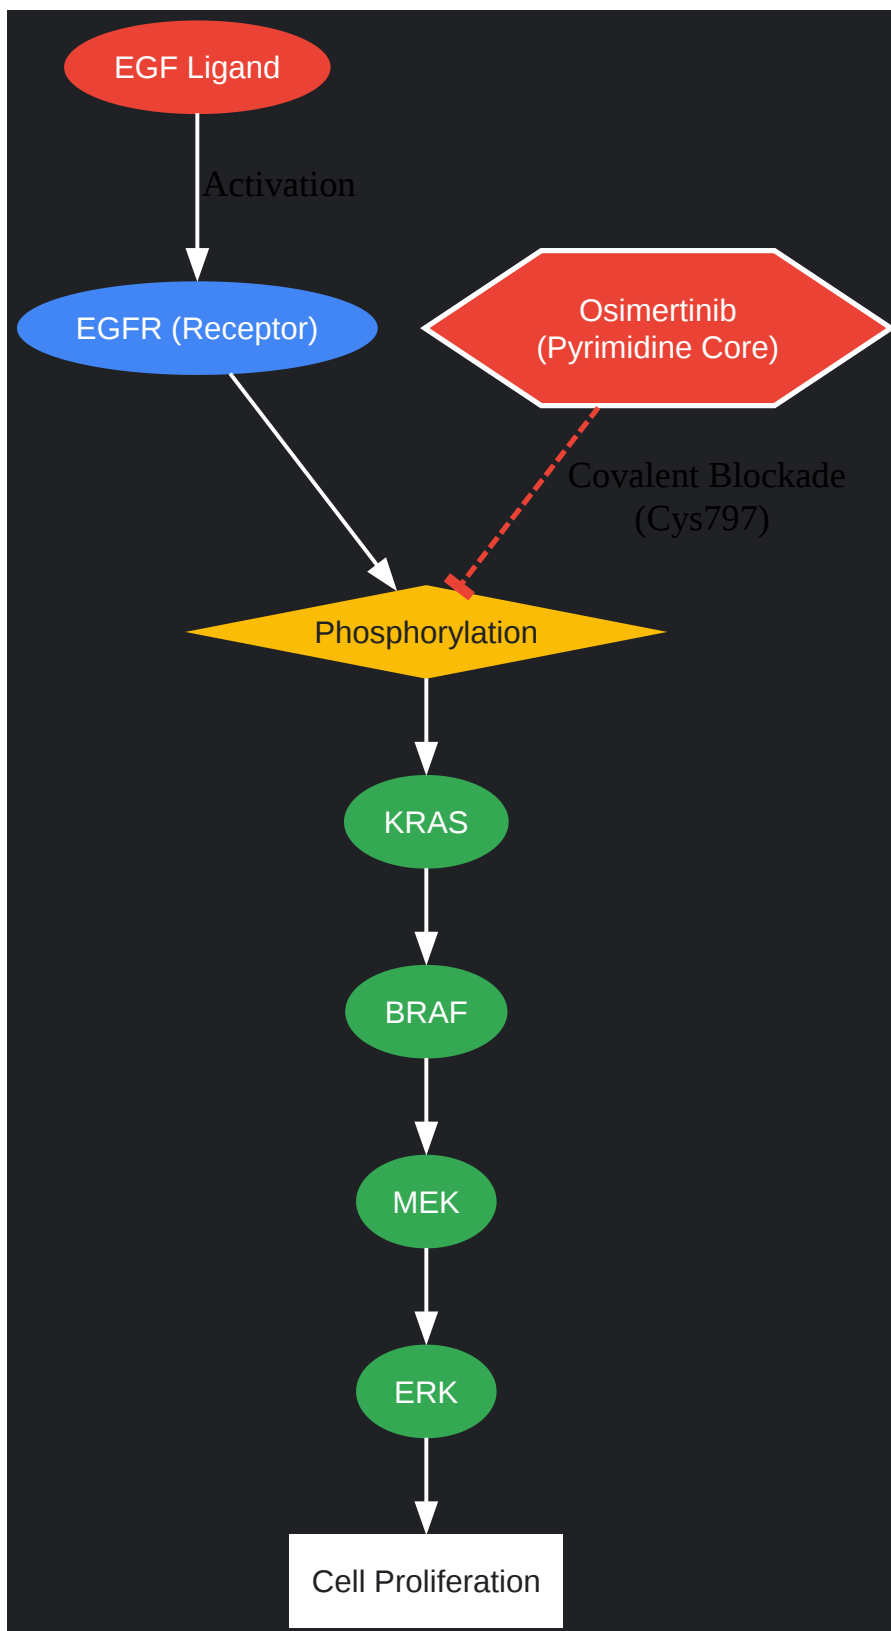 EGF Ligand
Activation
EGFR (Receptor)
Osimertinib
(Pyrimidine Core)
Covalent Blockade
(Cys797)
Phosphorylation
KRAS
BRAF
MEK
ERK
Cell Proliferation